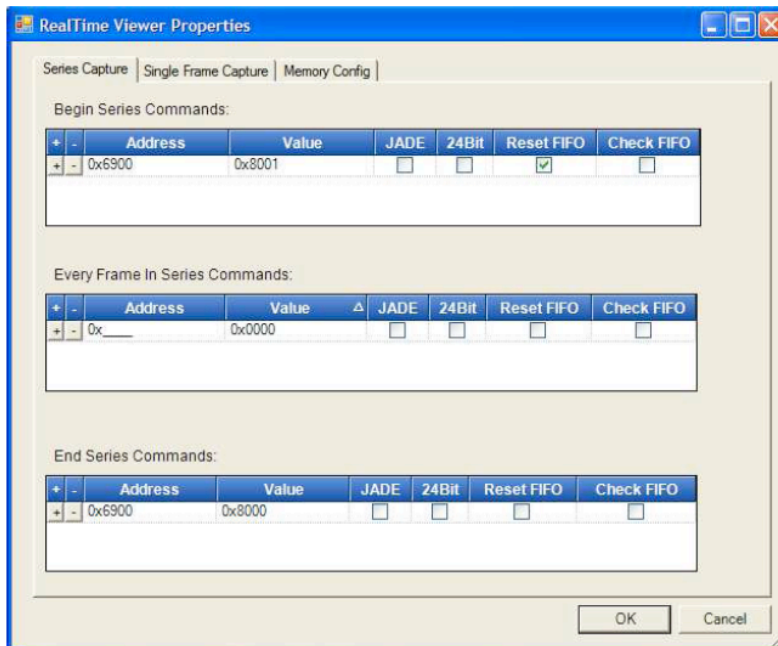 RealTime Viewer Properties
Series Capture Single Frame Capture Memory Config
Begin Series Commands:
+ - Address Value JADE 24Bit Reset FIFO Check FIFO
+ - 0x6900 0x8001
Every Frame In Series Commands:
+ - Address Value JADE 24Bit Reset FIFO Check FIFO
+ - 0x____ 0x0000
End Series Commands:
+ - Address Value JADE 24Bit Reset FIFO Check FIFO
+ - 0x6900 0x8000
OK Cancel